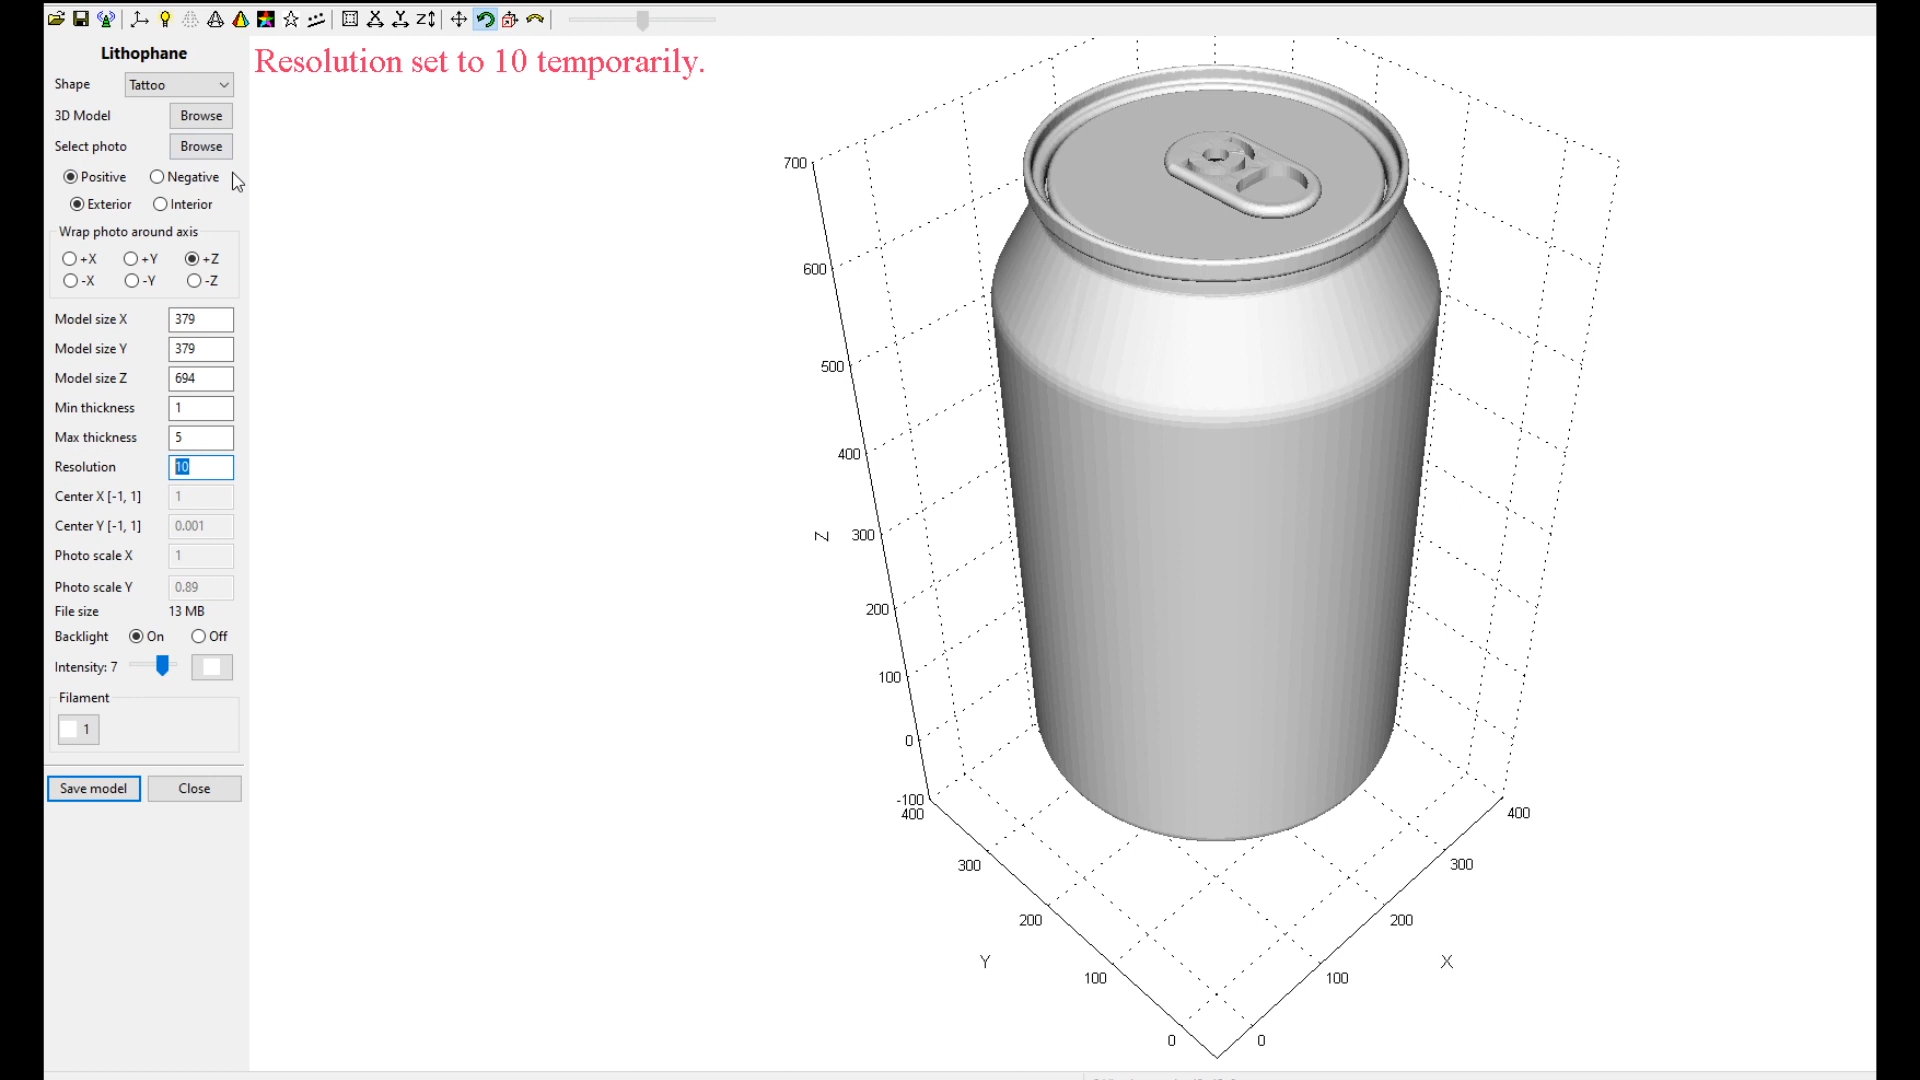 Lithophane
Resolution set to 10 temporarily.
Shape Tattoo
3D Model Browse
Select photo Browse
Positive Negative
Exterior Interior
Wrap photo around axis
+X +Y +Z
-X -Y -Z
Model size X 379
Model size Y 379
Model size Z 694
Min thickness 1
Max thickness 5
Resolution 10
Center X [-1, 1] 1
Center Y [-1, 1] 0.001
Photo scale X 1
Photo scale Y 0.89
File size 13 MB
Backlight On Off
Intensity: 7
Filament
1
Save model Close
700
600
500
400
Z 300
200
100
0
-100
400
300
200
Y
100
0
400
300
200
X
100
0